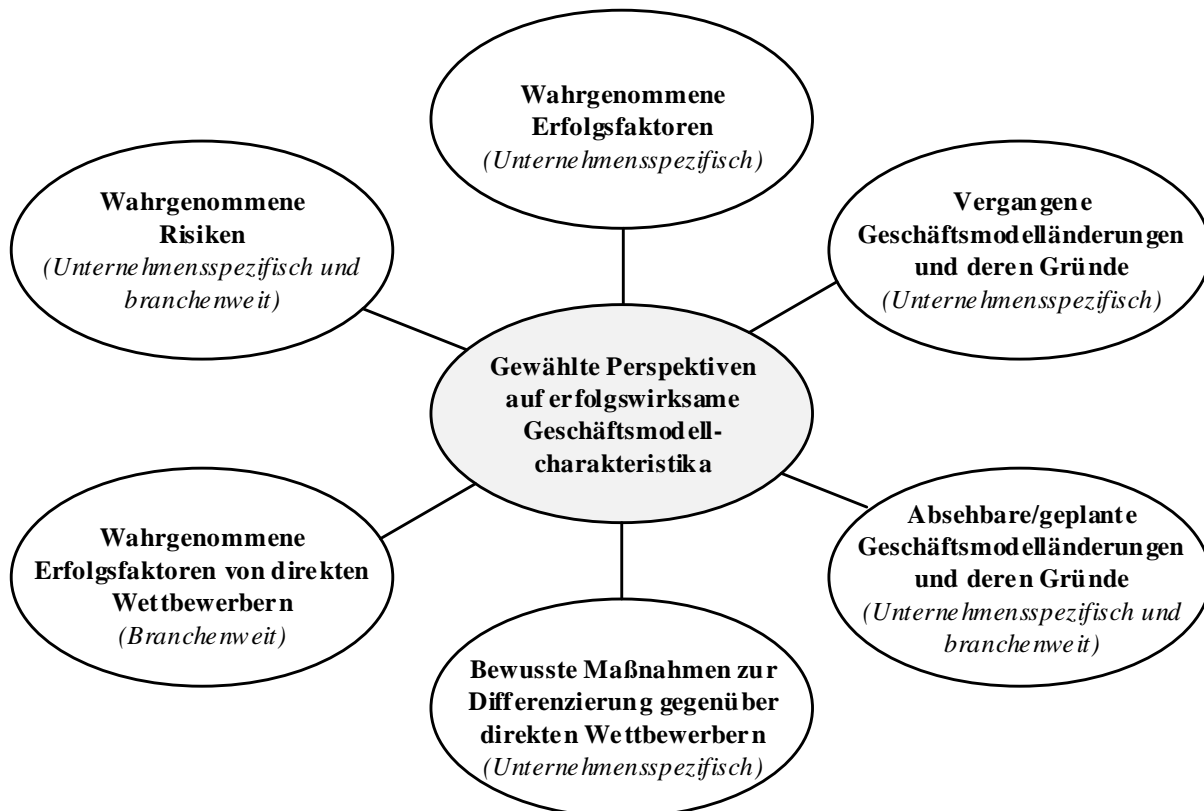 Wahrgenommene
Erfolgsfaktoren
(Unternehmensspezifisch)
Wahrgenommene
Risiken
(Unternehmensspezifisch und
branchenweit)
Vergangene
Geschäftsmodelländerungen
und deren Gründe
(Unternehmensspezifisch)
Gewählte Perspektiven
auf erfolgswirksame
Geschäftsmodell-
charakteristika
Wahrgenommene
Erfolgsfaktoren von direkten
Wettbewerbern
(Branchenweit)
Absehbare/geplante
Geschäftsmodelländerungen
und deren Gründe
(Unternehmensspezifisch und
branchenweit)
Bewusste Maßnahmen zur
Differenzierung gegenüber
direkten Wettbewerbern
(Unternehmensspezifisch)